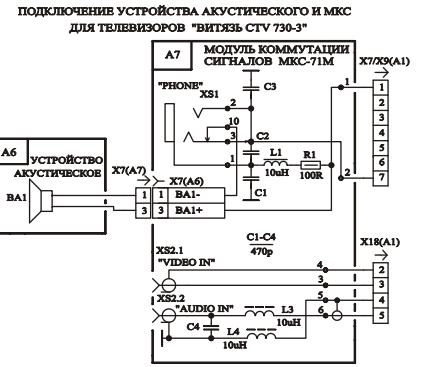 ПОДКЛЮЧЕНИЕ УСТРОЙСТВА АКУСТИЧЕСКОГО И МКС
ДЛЯ ТЕЛЕВИЗОРОВ "ВИТЯЗЬ CTV 730-3"
A7
МОДУЛЬ КОММУТАЦИИ
СИГНАЛОВ МКС-71М
X7/X9(A1)
"PHONE"
XS1
C3
1
1
2
2
3
10
3
4
C2
5
A6
УСТРОЙСТВО
АКУСТИЧЕСКОЕ
1
L1
10uH
R1
100R
6
2
7
X7(A7)
X7(A6)
C1
BA1
1
1
BA1-
3
3
BA1+
C1-C4
470p
XS2.1
"VIDEO IN"
X18(A1)
4
2
3
3
XS2.2
"AUDIO IN"
5
4
L3
10uH
6
5
C4
L4
10uH